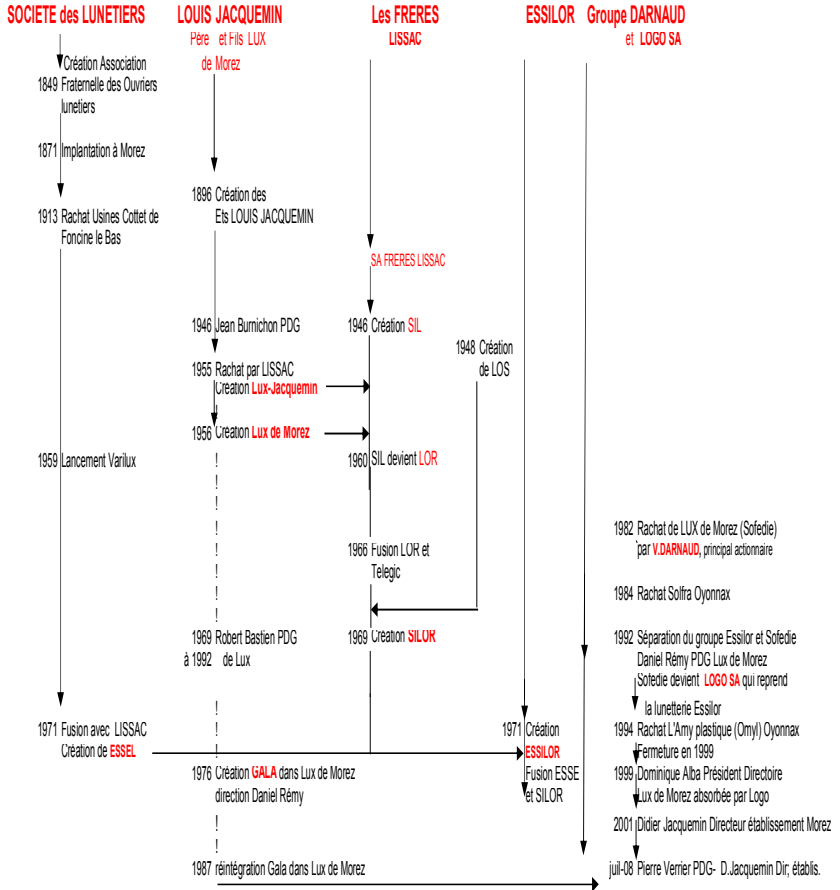 SOCIETE des LUNETIERS
Création Association
1849 Fraternelle des Ouvriers
lunetiers
1871 Implantation à Morez
1913 Rachat Usines Cottet de
Foncine le Bas
1959 Lancement Varilux
1971 Fusion avec LISSAC
Création de ESSEL
LOUIS JACQUEMIN
Père et Fils LUX
de Morez
1896 Création des
Ets LOUIS JACQUEMIN
1946 Jean Burnichon PDG
1955 Rachat par LISSAC
Création Lux-Jacquemin
1956 Création Lux de Morez
1969 Robert Bastien PDG
à 1992 de Lux
1976 Création GALA dans Lux de Morez
direction Daniel Rémy
1987 réintégration Gala dans Lux de Morez
Les FRERES
LISSAC
SA FRERES LISSAC
1946 Création SIL
1948 Création
de LOS
1960 SIL devient LOR
1966 Fusion LOR et
Telegic
1969 Création SILOR
ESSILOR
1971 Création
ESSILOR
Fusion ESSE
et SILOR
Groupe DARNAUD
et LOGO SA
1982 Rachat de LUX de Morez (Sofedie)
par V.DARNAUD, principal actionnaire
1984 Rachat Solfra Oyonnax
1992 Séparation du groupe Essilor et Sofedie
Daniel Rémy PDG Lux de Morez
Sofedie devient LOGO SA qui reprend
la lunetterie Essilor
1994 Rachat L'Amy plastique (Omyl) Oyonnax
Fermeture en 1999
1999 Dominique Alba Président Directoire
Lux de Morez absorbée par Logo
2001 Didier Jacquemin Directeur établissement Morez
juil-08 Pierre Verrier PDG- D.Jacquemin Dir; établis.